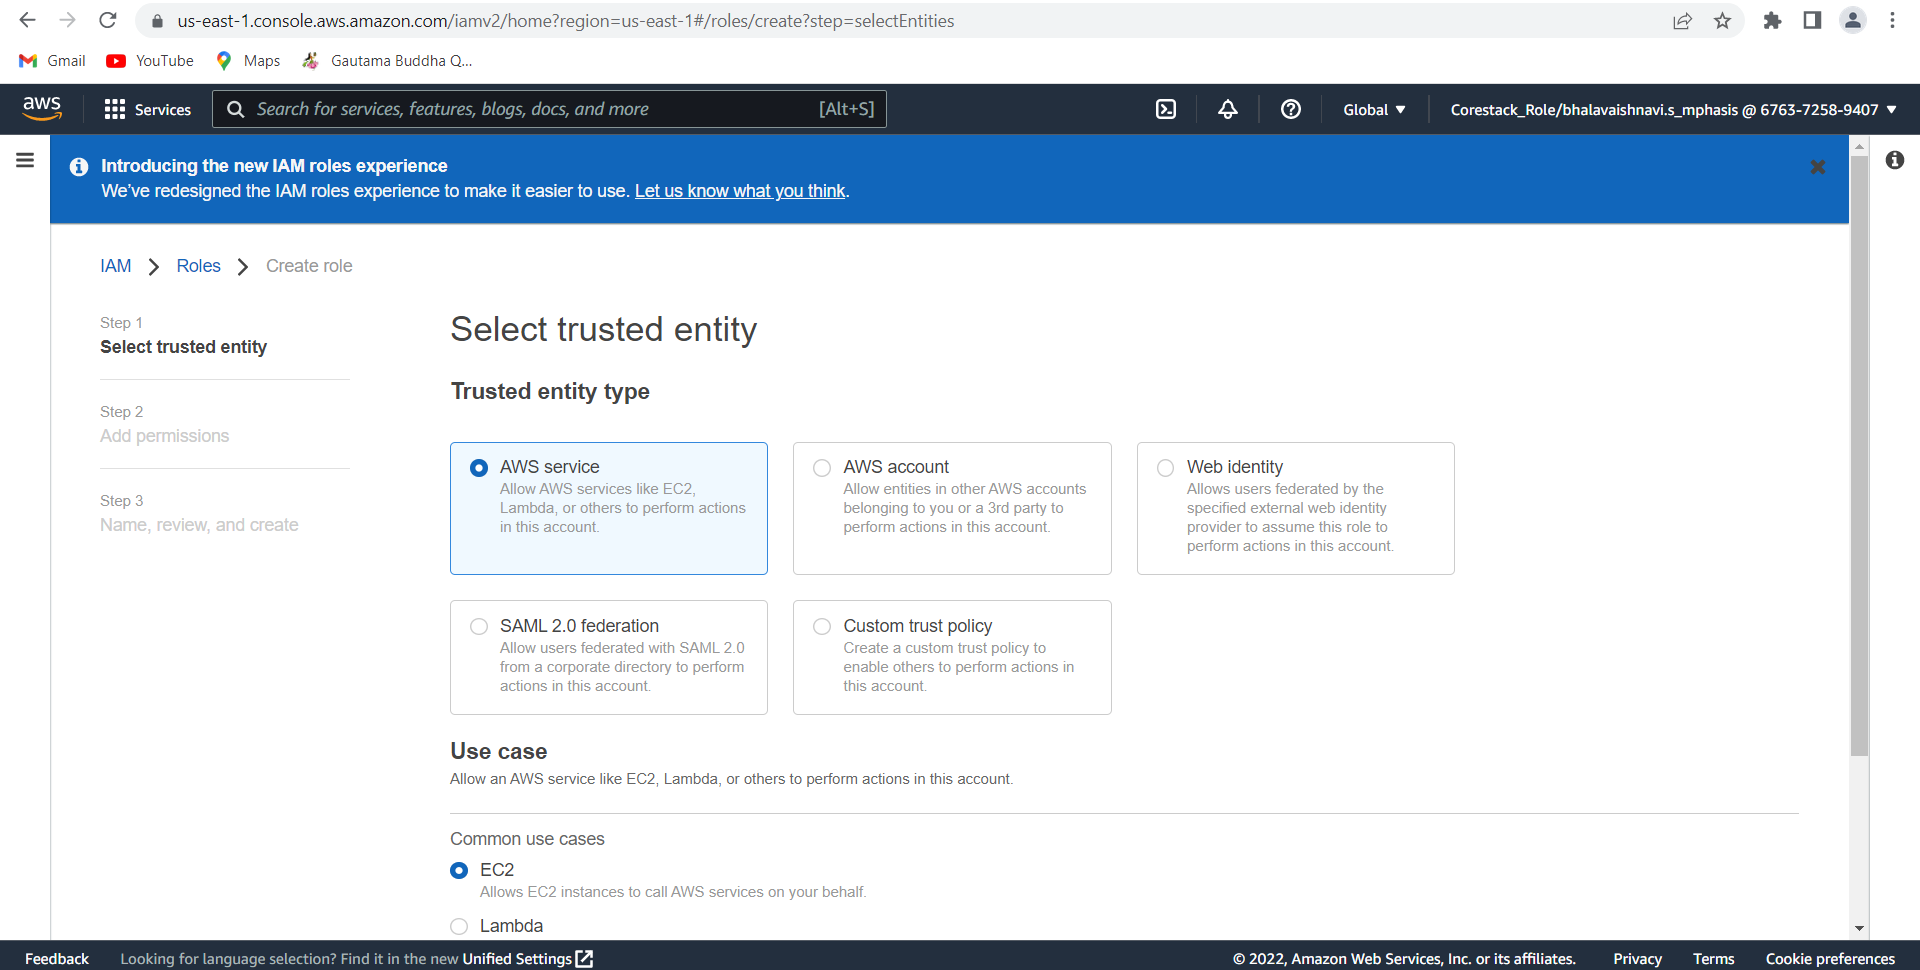 us-east-1.console.aws.amazon.com/iamv2/home?region=us-east-1#/roles/create?step=selectEntities
Gmail YouTube Maps Gautama Buddha Q...
aws Services Search for services, features, blogs, docs, and more [Alt+S] Global Corestack_Role/bhalavaishnavi.s_mphasis @ 6763-7258-9407
Introducing the new IAM roles experience
We've redesigned the IAM roles experience to make it easier to use. Let us know what you think.
IAM Roles Create role
Step 1
Select trusted entity
Step 2
Add permissions
Step 3
Name, review, and create
Select trusted entity
Trusted entity type
AWS service
Allow AWS services like EC2,
Lambda, or others to perform actions
in this account.
AWS account
Allow entities in other AWS accounts
belonging to you or a 3rd party to
perform actions in this account.
Web identity
Allows users federated by the
specified external web identity
provider to assume this role to
perform actions in this account.
SAML 2.0 federation
Allow users federated with SAML 2.0
from a corporate directory to perform
actions in this account.
Custom trust policy
Create a custom trust policy to
enable others to perform actions in
this account.
Use case
Allow an AWS service like EC2, Lambda, or others to perform actions in this account.
Common use cases
EC2
Allows EC2 instances to call AWS services on your behalf.
Lambda
Feedback Looking for language selection? Find it in the new Unified Settings © 2022, Amazon Web Services, Inc. or its affiliates. Privacy Terms Cookie preferences